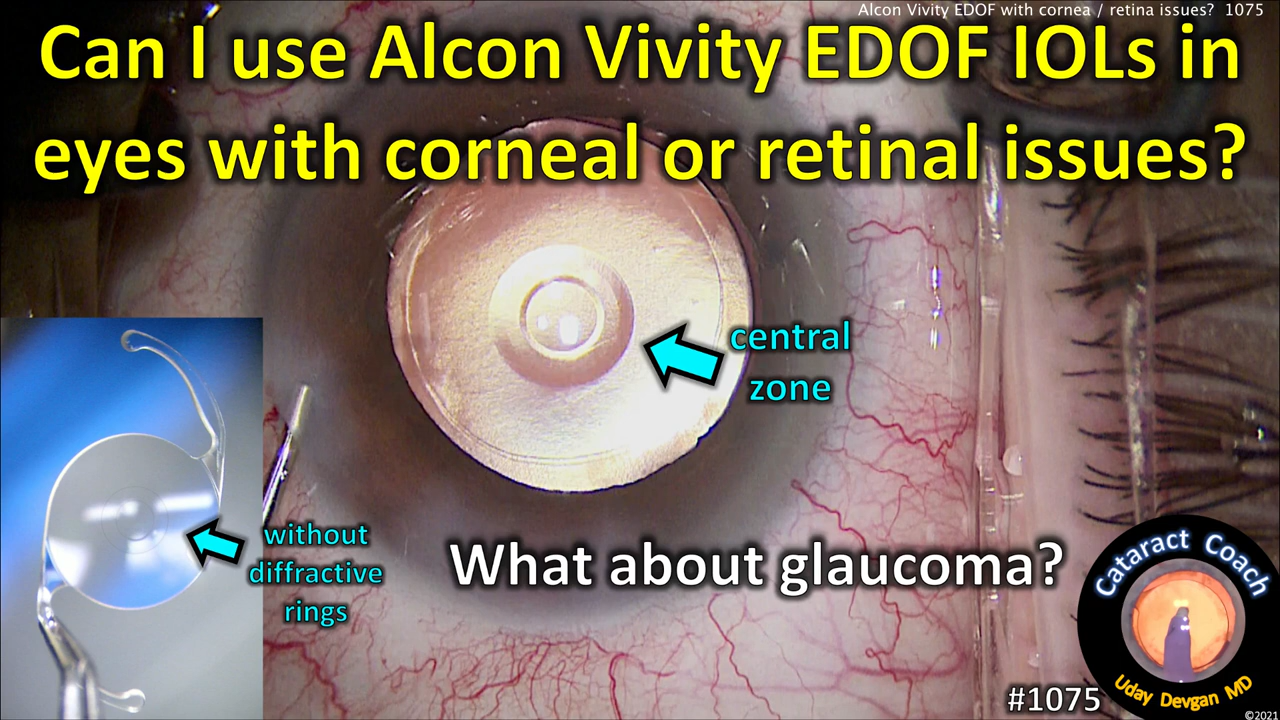 Alcon Vivity EDOF with cornea / retina issues? 1075
Can I use Alcon Vivity EDOF IOLs in
eyes with corneal or retinal issues?
central
zone
without
diffractive
rings
What about glaucoma?
Cataract Coach
Uday Devgan MD
#1075
©2021